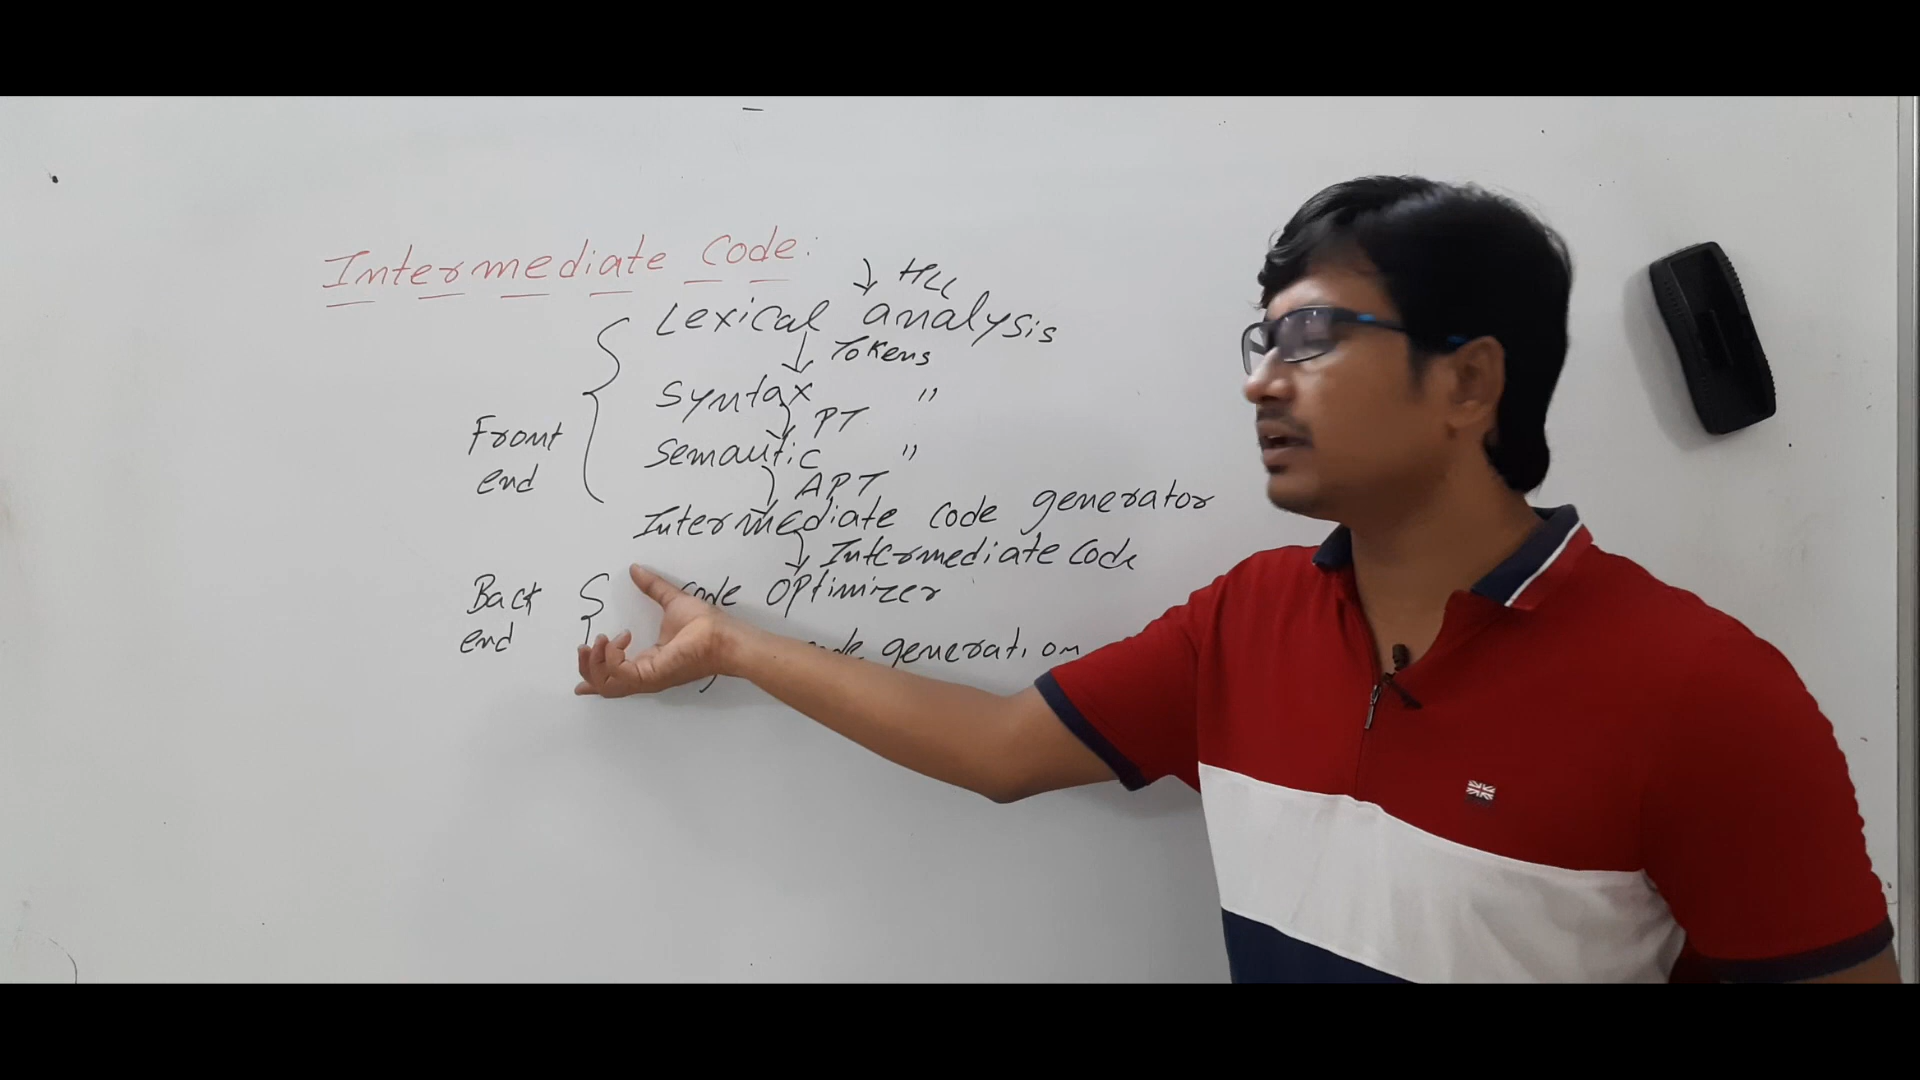 Intermediate Code:
HLL
Lexical analysis
Tokens
Syntax "
PT
Semantic "
APT
Front
end
Intermediate code generator
Intermediate Code
Back
end
code optimizer
code generation